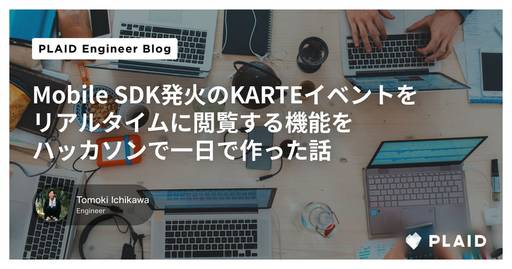 PLAID Engineer Blog
Mobile SDK発火のKARTEイベントを
リアルタイムに閲覧する機能を
ハッカソンで一日で作った話
Tomoki Ichikawa
Engineer
PLAID